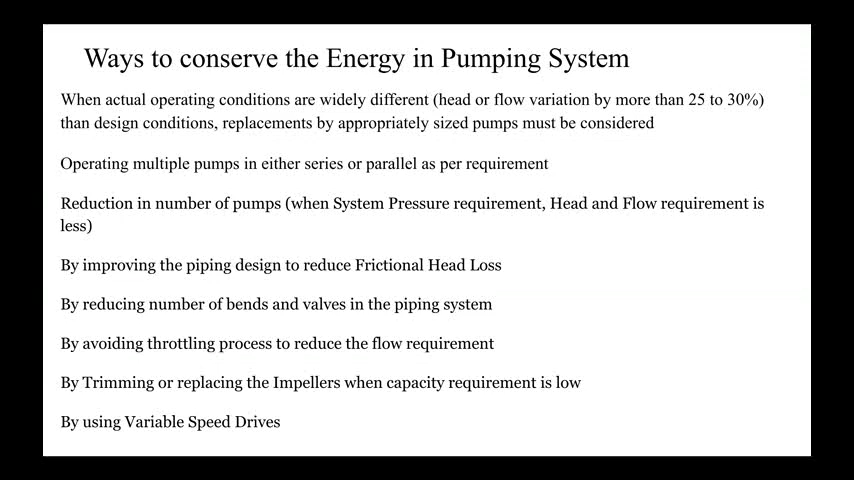 Ways to conserve the Energy in Pumping System
When actual operating conditions are widely different (head or flow variation by more than 25 to 30%)
than design conditions, replacements by appropriately sized pumps must be considered
Operating multiple pumps in either series or parallel as per requirement
Reduction in number of pumps (when System Pressure requirement, Head and Flow requirement is
less)
By improving the piping design to reduce Frictional Head Loss
By reducing number of bends and valves in the piping system
By avoiding throttling process to reduce the flow requirement
By Trimming or replacing the Impellers when capacity requirement is low
By using Variable Speed Drives